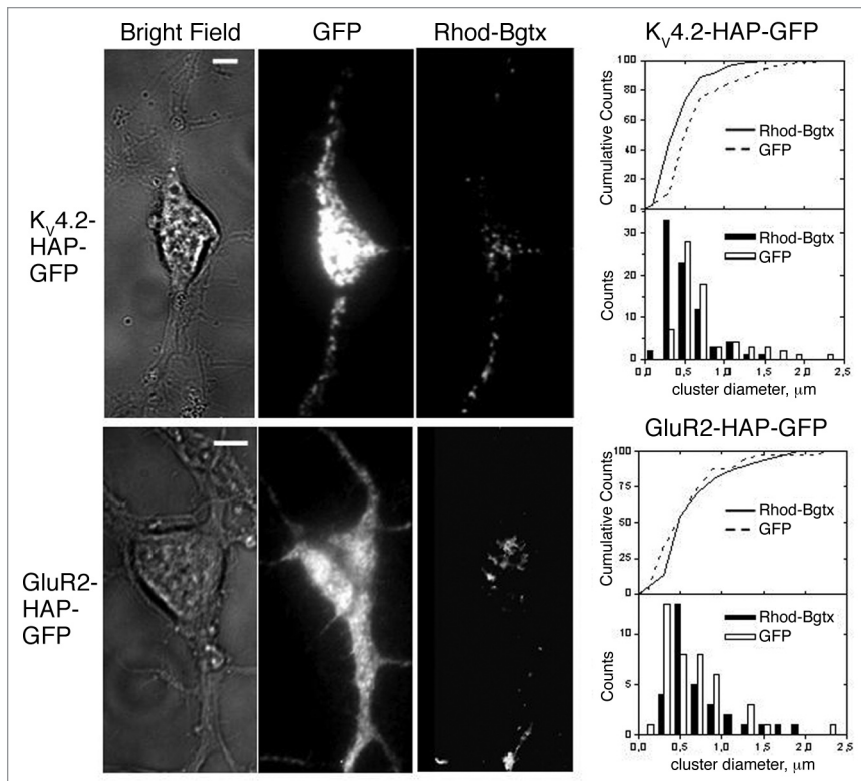 Bright Field
GFP
Rhod-Bgtx
Kv4.2-HAP-GFP
Kv4.2-
HAP-
GFP
Cumulative Counts
100
80
60
40
20
0
Rhod-Bgtx
GFP
Counts
30
20
10
0
Rhod-Bgtx
GFP
0,0 0,5 1,0 1,5 2,0 2,5
cluster diameter, μm
GluR2-
HAP-
GFP
GluR2-HAP-GFP
Cumulative Counts
100
75
50
25
0
Rhod-Bgtx
GFP
Counts
10
5
0
Rhod-Bgtx
GFP
0,0 0,5 1,0 1,5 2,0 2,5
cluster diameter, μm